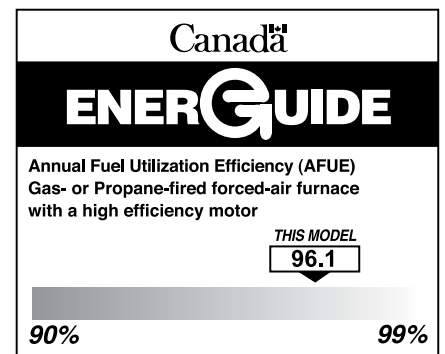 Canada
ENERGUIDE
Annual Fuel Utilization Efficiency (AFUE)
Gas- or Propane-fired forced-air furnace
with a high efficiency motor
THIS MODEL
96.1
90% 99%